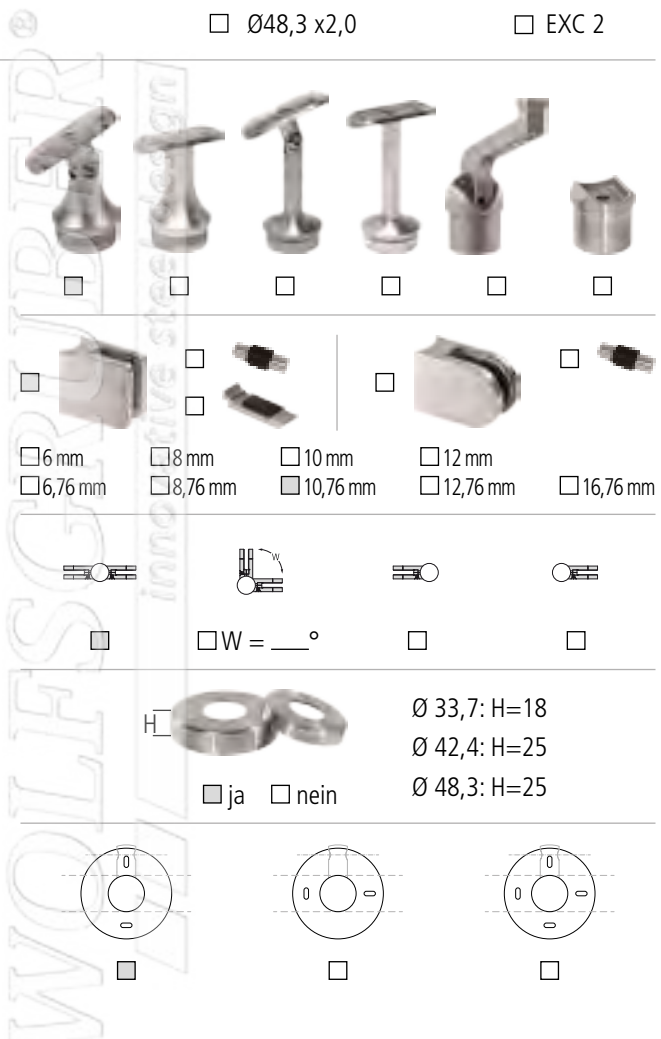 Ø48,3 x2,0 EXC 2
6 mm 8 mm 10 mm 12 mm
6,76 mm 8,76 mm 10,76 mm 12,76 mm 16,76 mm
W
W = ___°
H
Ø 33,7: H=18
Ø 42,4: H=25
Ø 48,3: H=25
ja nein
WOLFSGRUBER®
innovative steel design